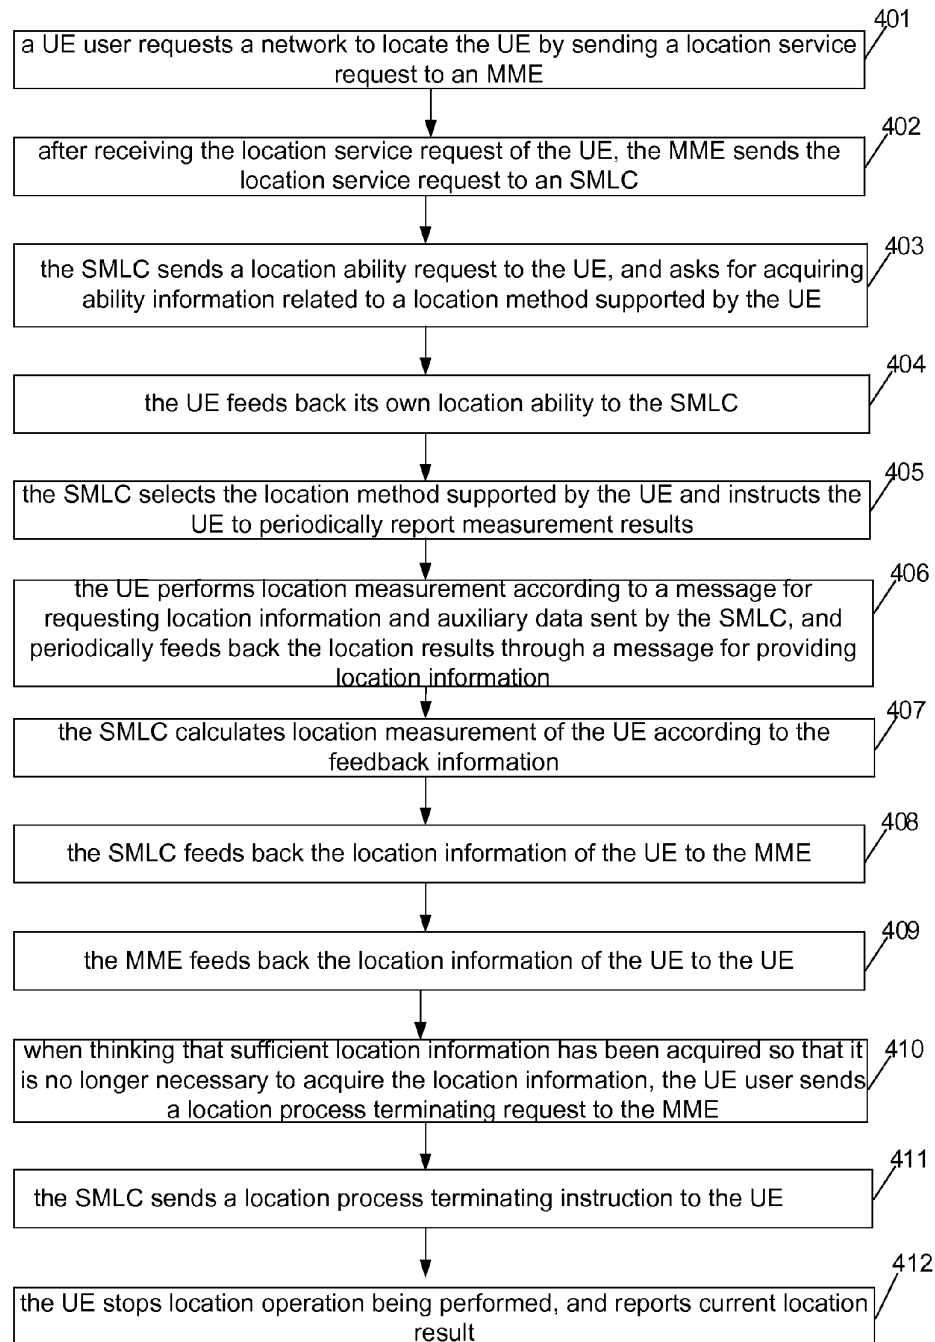 401
a UE user requests a network to locate the UE by sending a location service
request to an MME
402
after receiving the location service request of the UE, the MME sends the
location service request to an SMLC
403
the SMLC sends a location ability request to the UE, and asks for acquiring
ability information related to a location method supported by the UE
404
the UE feeds back its own location ability to the SMLC
405
the SMLC selects the location method supported by the UE and instructs the
UE to periodically report measurement results
406
the UE performs location measurement according to a message for
requesting location information and auxiliary data sent by the SMLC, and
periodically feeds back the location results through a message for providing
location information
407
the SMLC calculates location measurement of the UE according to the
feedback information
408
the SMLC feeds back the location information of the UE to the MME
409
the MME feeds back the location information of the UE to the UE
410
when thinking that sufficient location information has been acquired so that it
is no longer necessary to acquire the location information, the UE user sends
a location process terminating request to the MME
411
the SMLC sends a location process terminating instruction to the UE
412
the UE stops location operation being performed, and reports current location
result